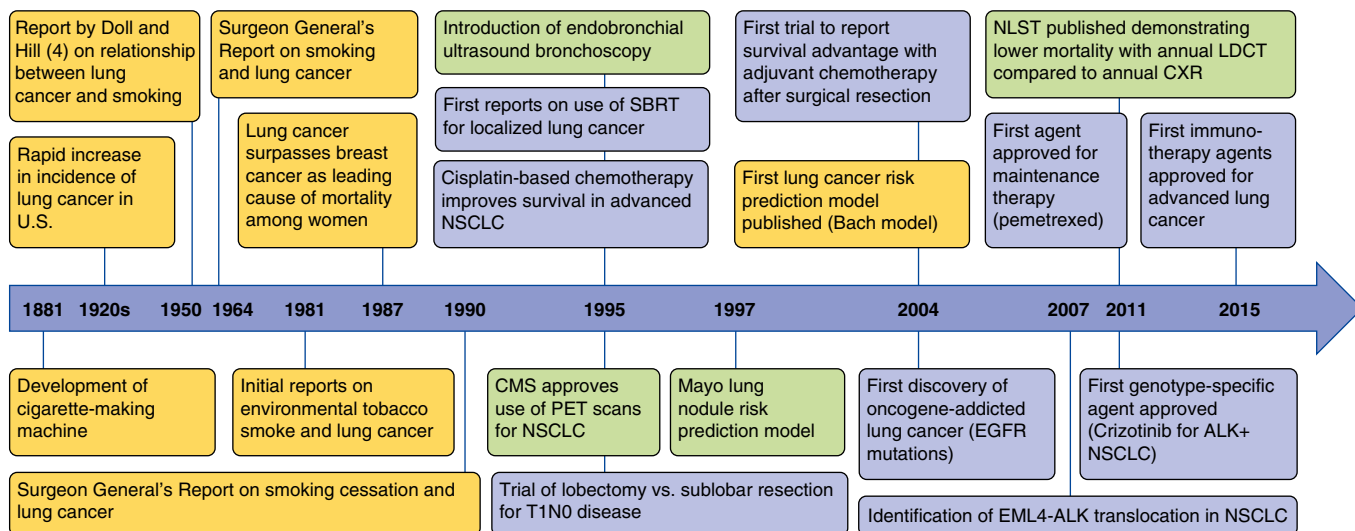 Report by Doll and
Hill (4) on relationship
between lung
cancer and smoking
Surgeon General's
Report on smoking
and lung cancer
Introduction of endobronchial
ultrasound bronchoscopy
First trial to report
survival advantage with
adjuvant chemotherapy
after surgical resection
NLST published demonstrating
lower mortality with annual LDCT
compared to annual CXR
Rapid increase
in incidence of
lung cancer in
U.S.
Lung cancer
surpasses breast
cancer as leading
cause of mortality
among women
First reports on use of SBRT
for localized lung cancer
Cisplatin-based chemotherapy
improves survival in advanced
NSCLC
First lung cancer risk
prediction model
published (Bach model)
First agent
approved for
maintenance
therapy
(pemetrexed)
First immuno-
therapy agents
approved for
advanced lung
cancer
1881 1920s 1950 1964 1981 1987 1990 1995 1997 2004 2007 2011 2015
Development of
cigarette-making
machine
Initial reports on
environmental tobacco
smoke and lung cancer
CMS approves
use of PET scans
for NSCLC
Mayo lung
nodule risk
prediction model
First discovery of
oncogene-addicted
lung cancer (EGFR
mutations)
First genotype-specific
agent approved
(Crizotinib for ALK+
NSCLC)
Surgeon General's Report on smoking cessation and
lung cancer
Trial of lobectomy vs. sublobar resection
for T1N0 disease
Identification of EML4-ALK translocation in NSCLC